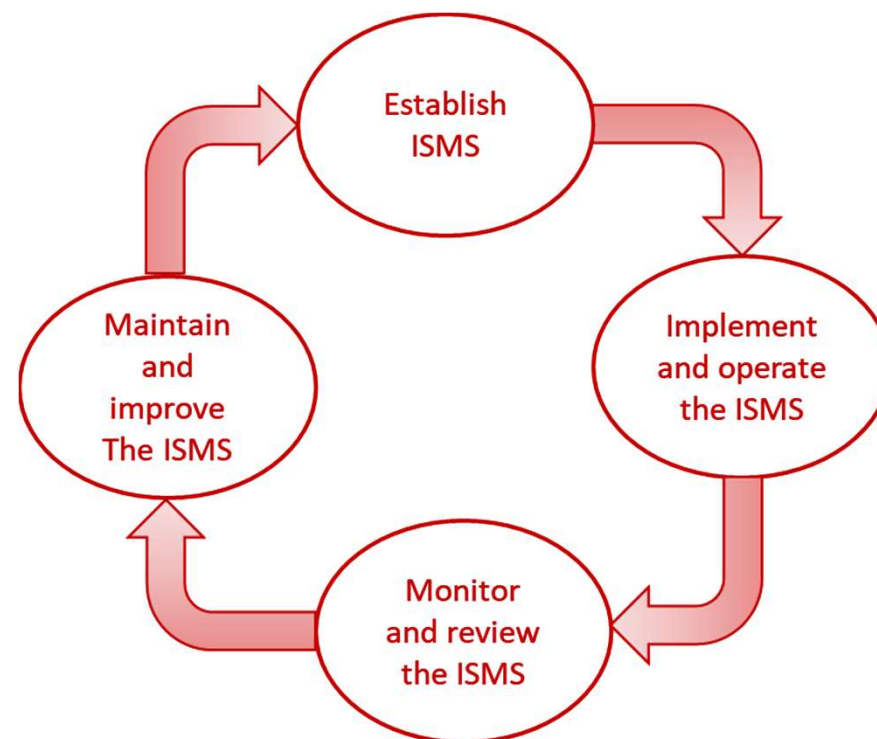 Establish
ISMS
Implement
and operate
the ISMS
Monitor
and review
the ISMS
Maintain
and
improve
The ISMS